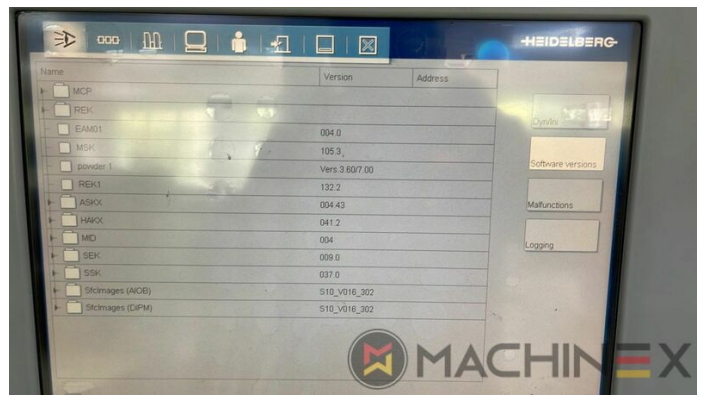 HEIDELBERG
Name Version Address
MCP
REK
EAM01 004.0
MSK 105.3
powder 1 Vers.3.60/7.00
REK1 132.2
ASKX 004.43
HAKX 041.2
MID 004
SEK 009.0
SSK 037.0
SfcImages (AIOB) S10_V016_302
SfcImages (DIPM) S10_V016_302
Software versions
Malfunctions
Logging
MACHINEX